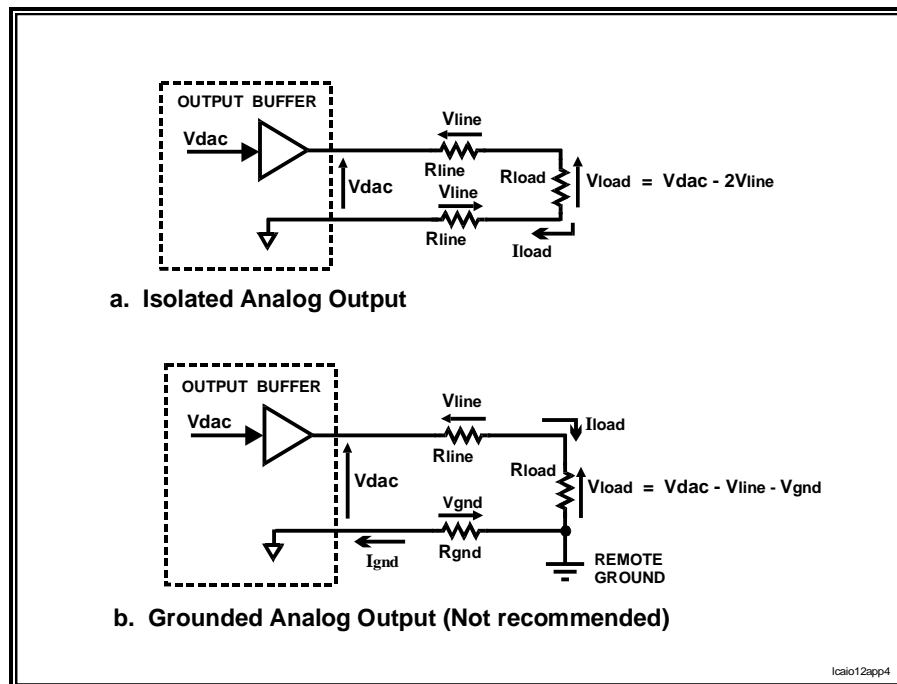 OUTPUT BUFFER
Vdac
Vline
Rline
Vdac
Rload
Vload = Vdac - 2Vline
Vline
Rline
Iload
a. Isolated Analog Output
OUTPUT BUFFER
Vdac
Vline
Iload
Rline
Rload
Vdac
Vload = Vdac - Vline - Vgnd
Vgnd
Rgnd
Ignd
REMOTE
GROUND
b. Grounded Analog Output (Not recommended)
lcaio12app4